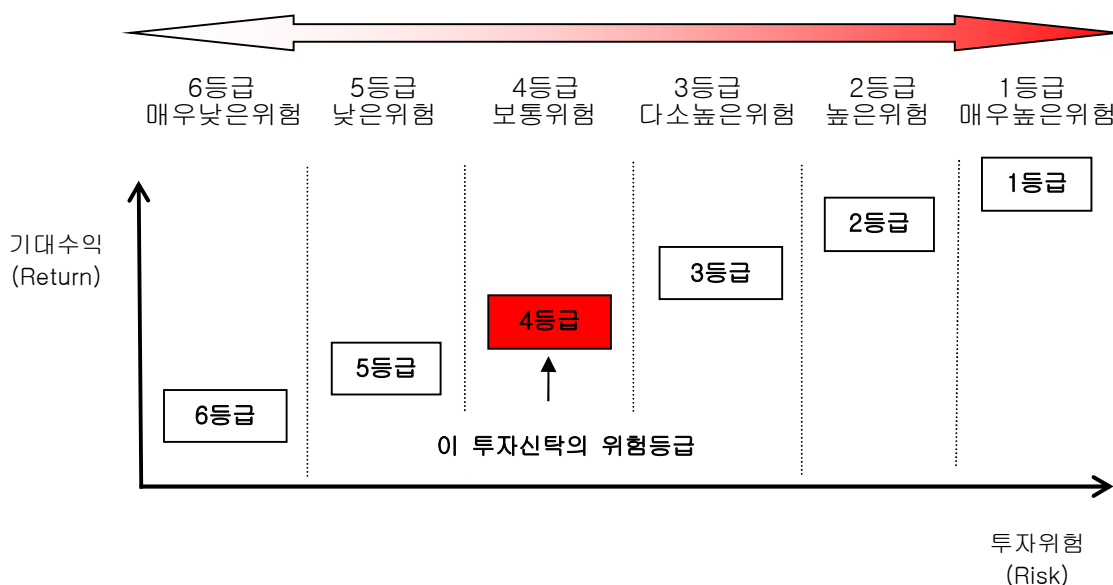 6등급
매우낮은위험
5등급
낮은위험
4등급
보통위험
3등급
다소높은위험
2등급
높은위험
1등급
매우높은위험
기대수익
(Return)
1등급
2등급
3등급
4등급
5등급
6등급
이 투자신탁의 위험등급
투자위험
(Risk)